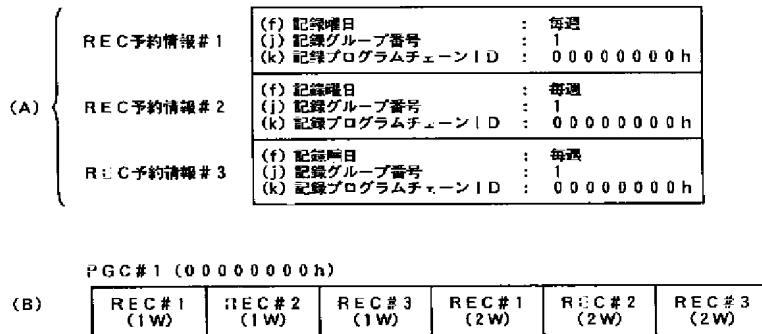 (A)
REC予約情報#1
(f) 記録曜日 : 毎週
(j) 記録グループ番号 : 1
(k) 記録プログラムチェーンID : 00000000h
REC予約情報#2
(f) 記録曜日 : 毎週
(j) 記録グループ番号 : 1
(k) 記録プログラムチェーンID : 00000000h
REC予約情報#3
(f) 記録曜日 : 毎週
(j) 記録グループ番号 : 1
(k) 記録プログラムチェーンID : 00000000h
PGC#1 (00000000h)
(B)
REC#1 (1W)
REC#2 (1W)
REC#3 (1W)
REC#1 (2W)
REC#2 (2W)
REC#3 (2W)